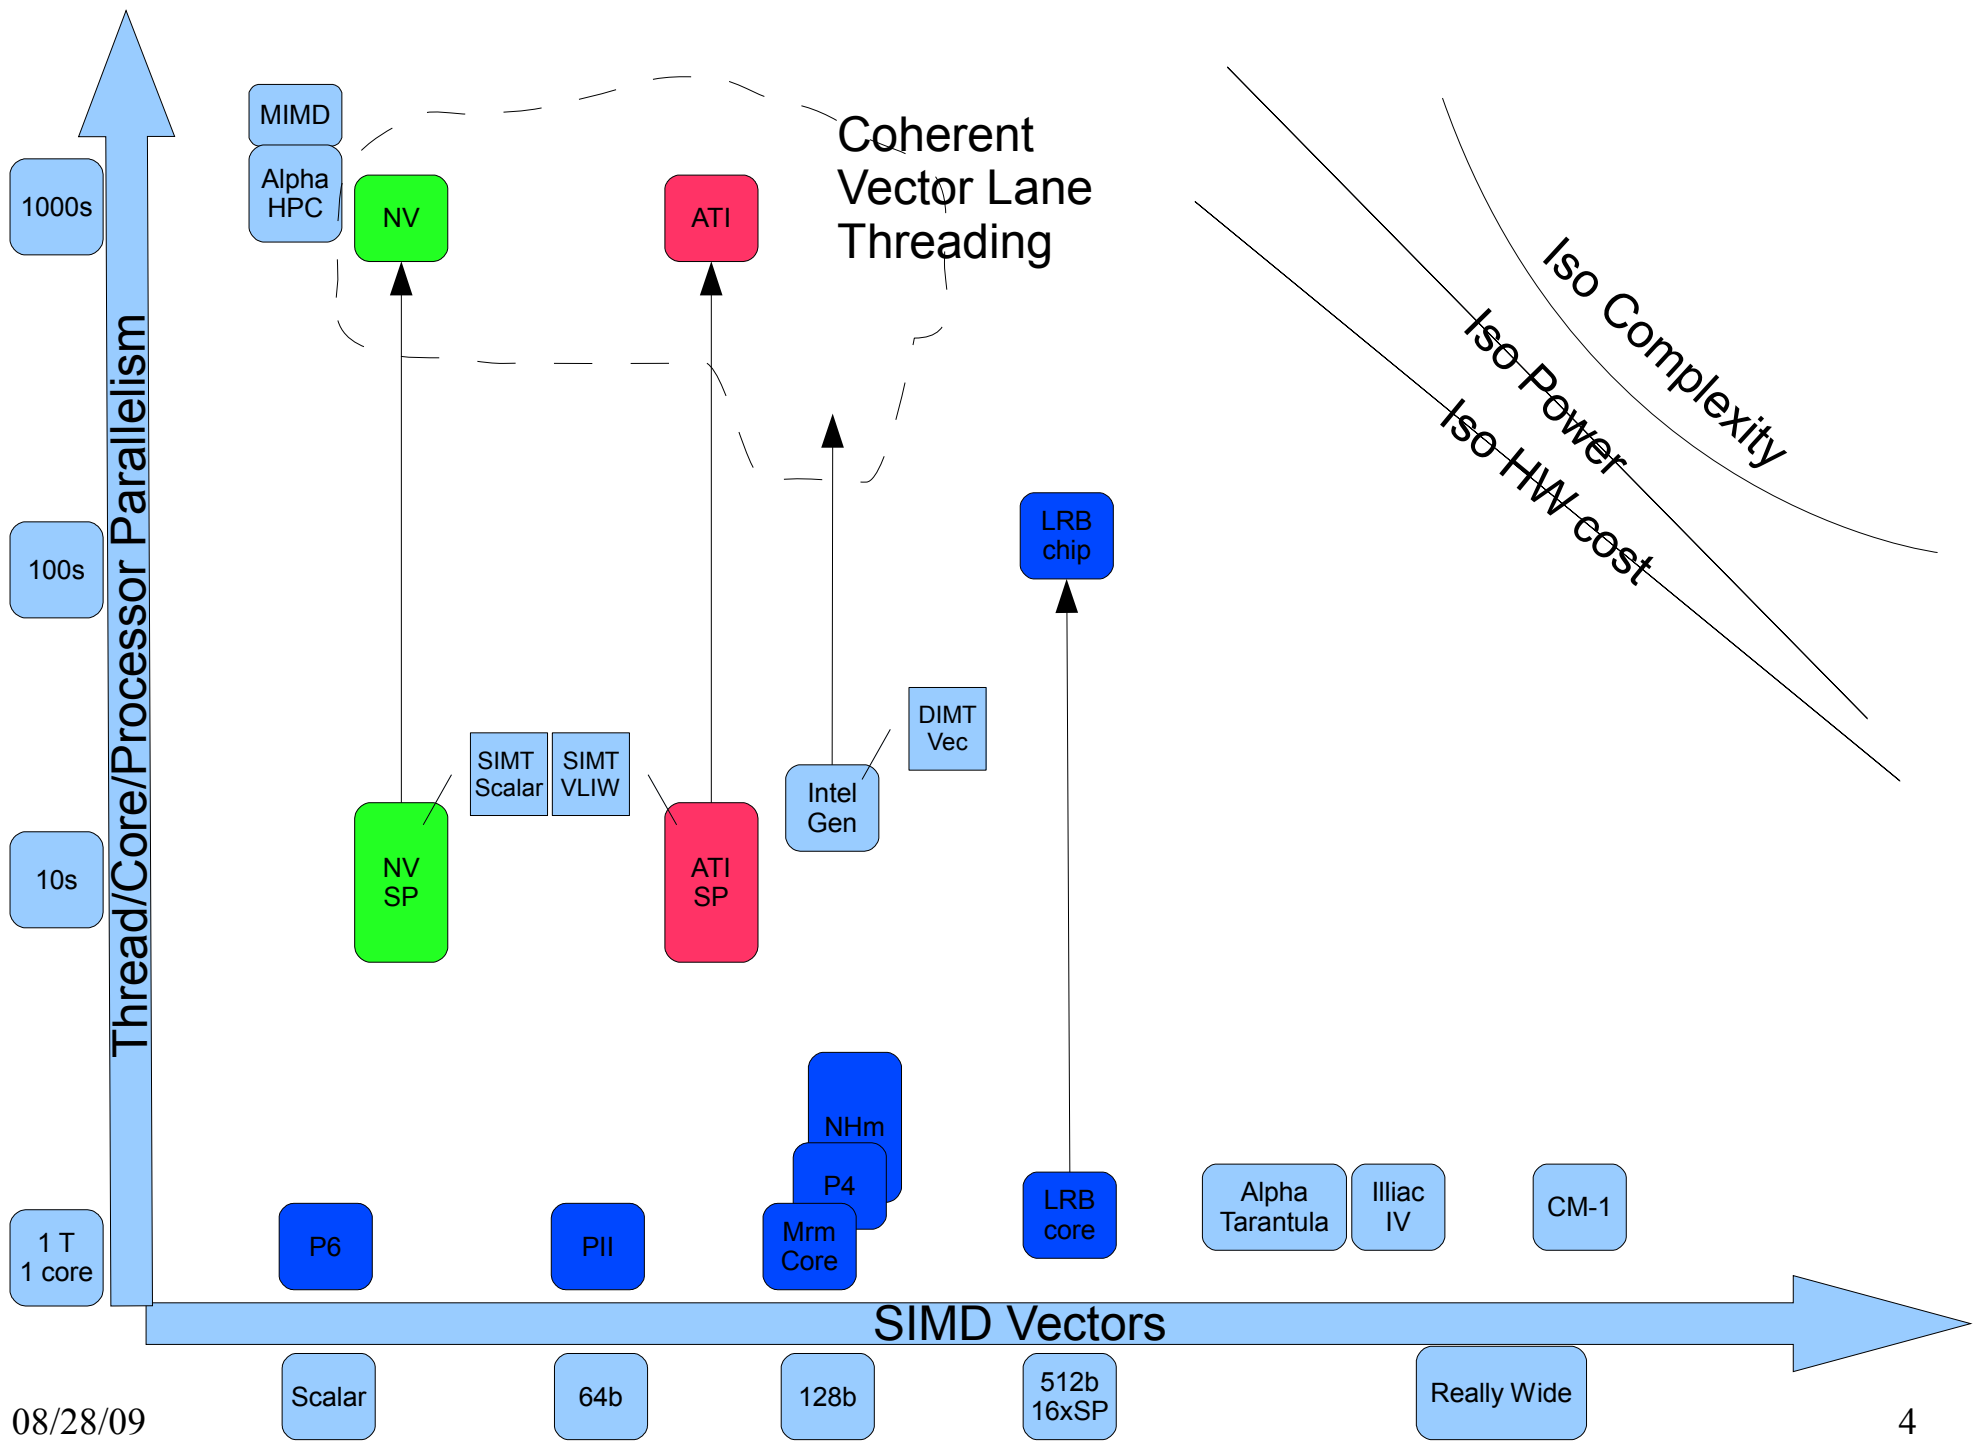 MIMD
Alpha
HPC
Coherent
Vector Lane
Threading
1000s
NV
ATI
Iso Complexity
Iso Power
Iso HW cost
Thread/Core/Processor Parallelism
100s
LRB
chip
SIMT
Scalar
SIMT
VLIW
DIMT
Vec
Intel
Gen
10s
NV
SP
ATI
SP
NHm
P4
Mrm
Core
1 T
1 core
P6
PII
LRB
core
Alpha
Tarantula
Illiac
IV
CM-1
SIMD Vectors
Scalar
64b
128b
512b
16xSP
Really Wide
08/28/09
4